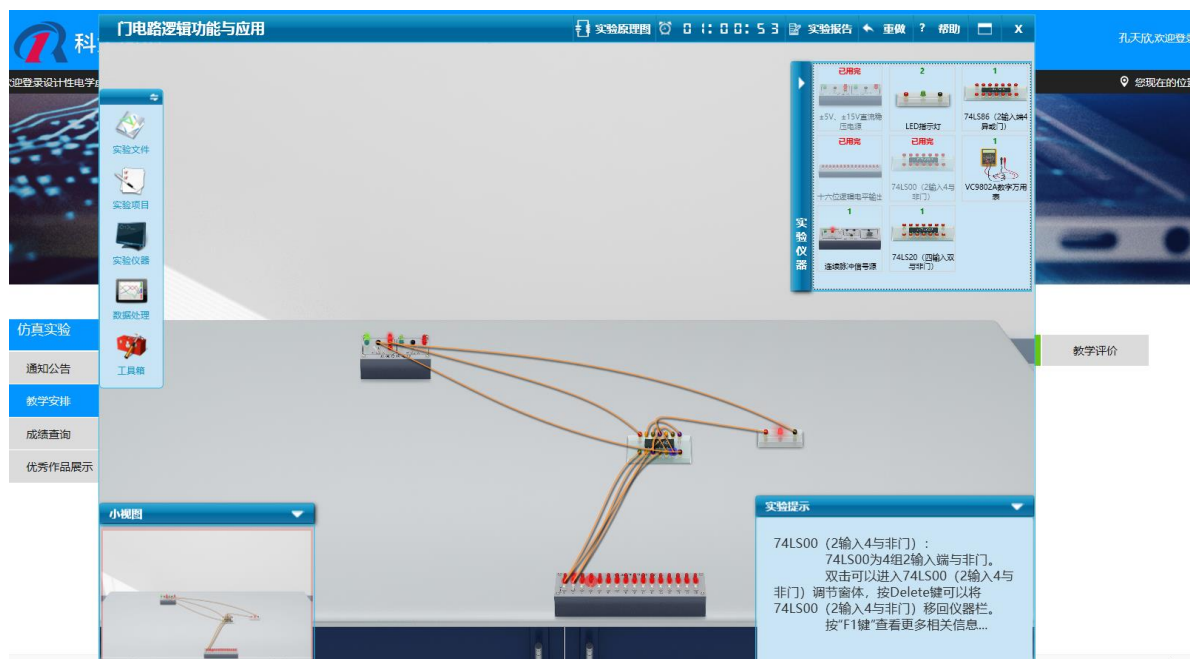 科
门电路逻辑功能与应用
实验原理图
01:00:53
实验报告
重做
? 帮助
X
孔天欣,欢迎登录
欢迎登录设计性电学
您现在的位置
实验文件
实验项目
实验仪器
数据处理
工具箱
实验仪器
已用完
±5V、±15V直流稳
压电源
2
LED指示灯
1
74LS86（2输入端4
异或门）
已用完
十六位逻辑电平输出
已用完
74LS00（2输入4与
非门）
1
VC9802A数字万用
表
1
连续脉冲信号源
1
74LS20（四输入双
与非门）
仿真实验
通知公告
教学安排
成绩查询
优秀作品展示
教学评价
小视图
实验提示
74LS00（2输入4与非门）:
74LS00为4组2输入端与非门。
双击可以进入74LS00（2输入4与
非门）调节窗体，按Delete键可以将
74LS00（2输入4与非门）移回仪器栏。
按“F1键”查看更多相关信息...